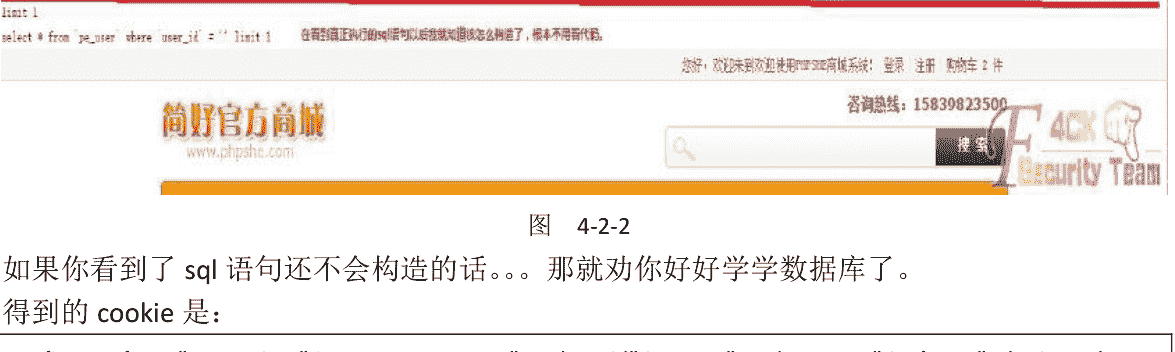 limit 1
select * from `pe_user` where `user_id` = '' limit 1 在看到真正执行的sql语句以后我就知道该怎么构造了，根本不用看代码。
您好，欢迎来到欢迎使用PHPSHE商城系统！ 登录 注册 购物车 2 件
简好官方商城
www.phpshe.com
咨询热线：15839823500
搜 索
F4CK
Security Team
图 4-2-2
如果你看到了 sql 语句还不会构造的话。。。那就劝你好好学学数据库了。
得到的 cookie 是：